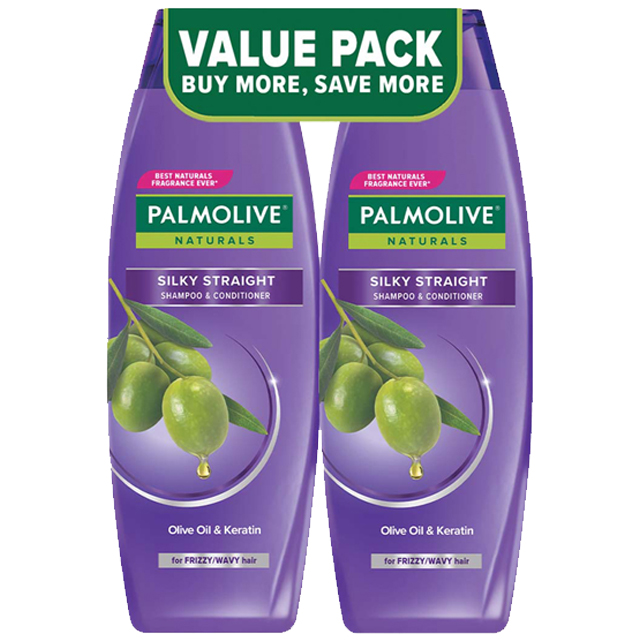 VALUE PACK
BUY MORE, SAVE MORE
BEST NATURALS
FRAGRANCE EVER*
PALMOLIVE®
NATURALS
SILKY STRAIGHT
SHAMPOO & CONDITIONER
Olive Oil & Keratin
for FRIZZY/WAVY hair
BEST NATURALS
FRAGRANCE EVER*
PALMOLIVE®
NATURALS
SILKY STRAIGHT
SHAMPOO & CONDITIONER
Olive Oil & Keratin
for FRIZZY/WAVY hair